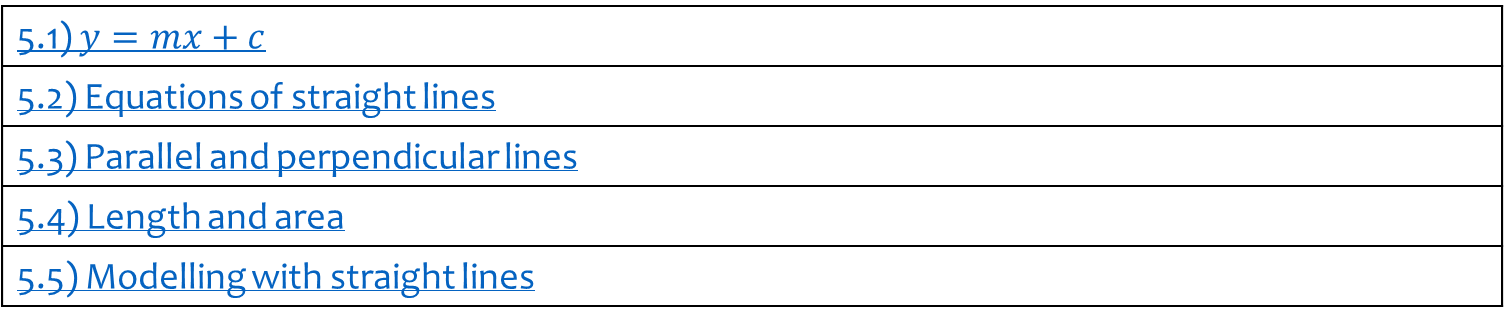 5.1) y = mx + c
5.2) Equations of straight lines
5.3) Parallel and perpendicular lines
5.4) Length and area
5.5) Modelling with straight lines